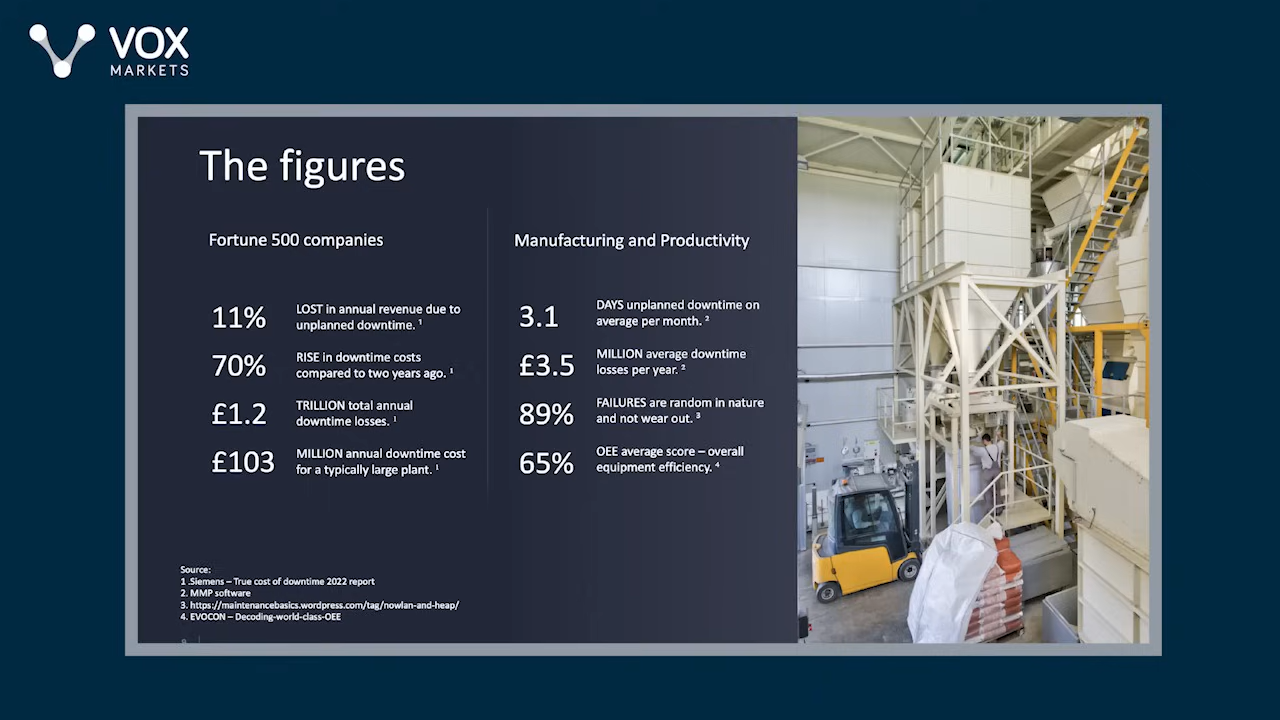 VOX
MARKETS
The figures
Fortune 500 companies
11%
LOST in annual revenue due to
unplanned downtime. ¹
70%
RISE in downtime costs
compared to two years ago. ¹
£1.2
TRILLION total annual
downtime losses. ¹
£103
MILLION annual downtime cost
for a typically large plant. ¹
Manufacturing and Productivity
3.1
DAYS unplanned downtime on
average per month. ²
£3.5
MILLION average downtime
losses per year. ²
89%
FAILURES are random in nature
and not wear out. ³
65%
OEE average score – overall
equipment efficiency. ⁴
Source:
1 .Siemens – True cost of downtime 2022 report
2. MMP software
3. https://maintenancebasics.wordpress.com/tag/nowlan-and-heap/
4. EVOCON – Decoding-world-class-OEE